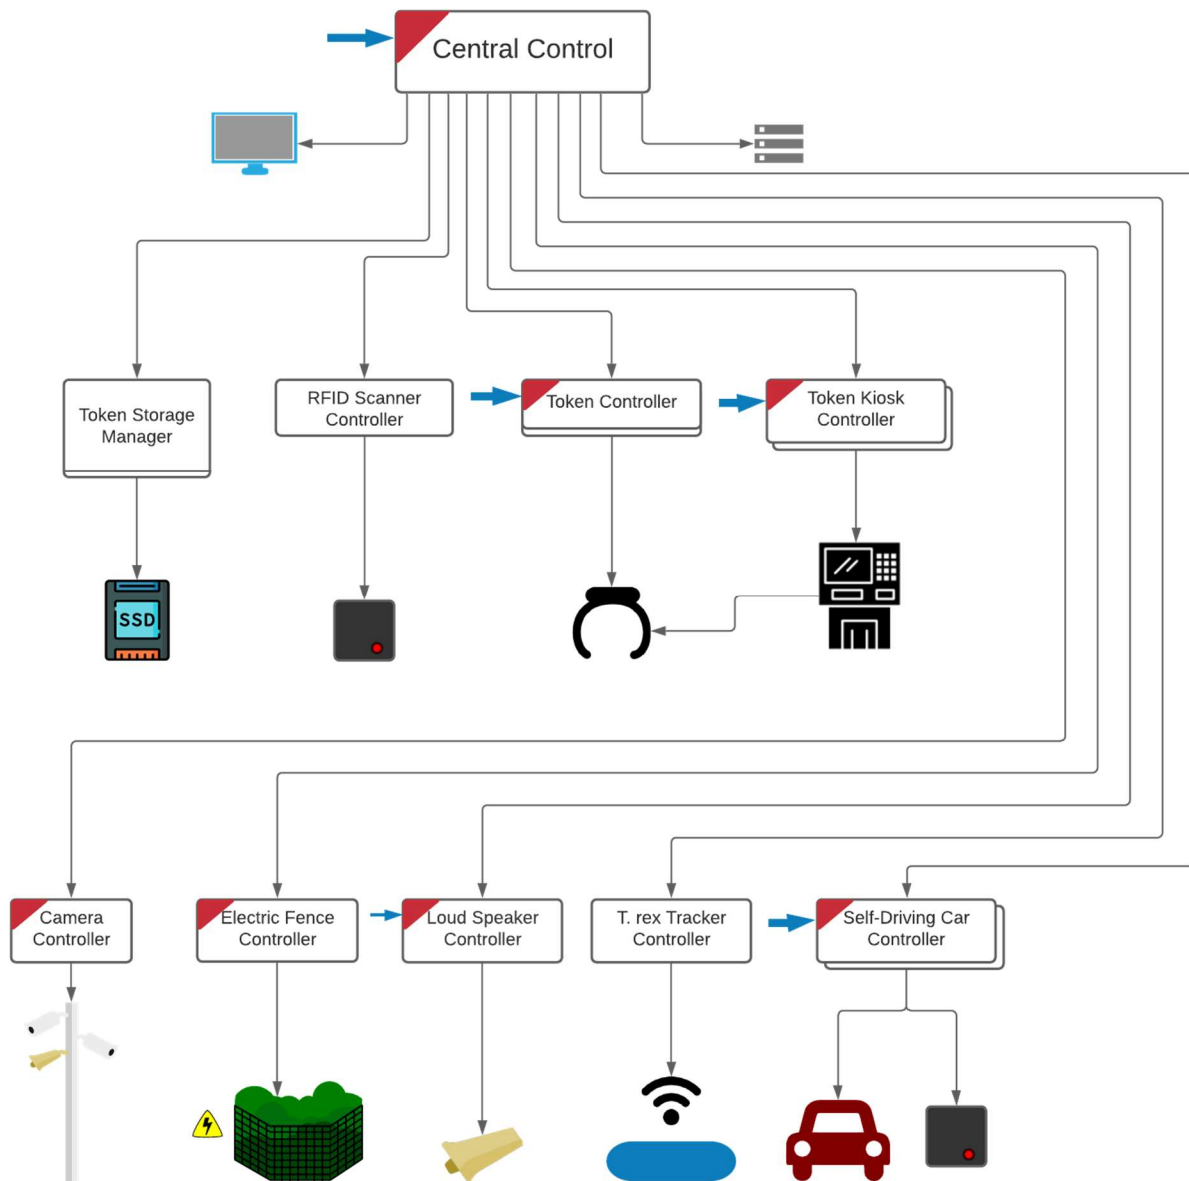 Central Control
Token Storage
Manager
RFID Scanner
Controller
Token Controller
Token Kiosk
Controller
SSD
Camera
Controller
Electric Fence
Controller
Loud Speaker
Controller
T. rex Tracker
Controller
Self-Driving Car
Controller